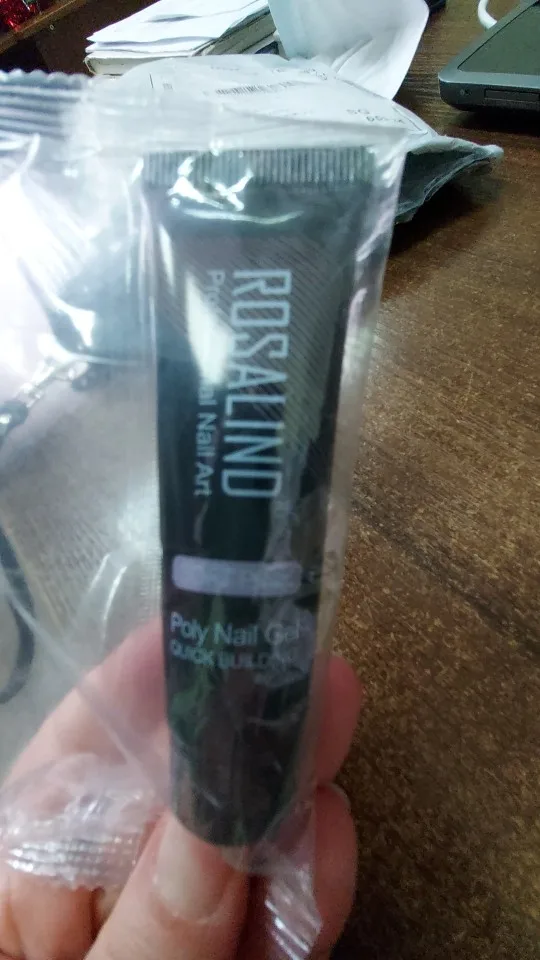 ROSALIND
Nail Art
Poly Nail Gel
QUICK BUILDING